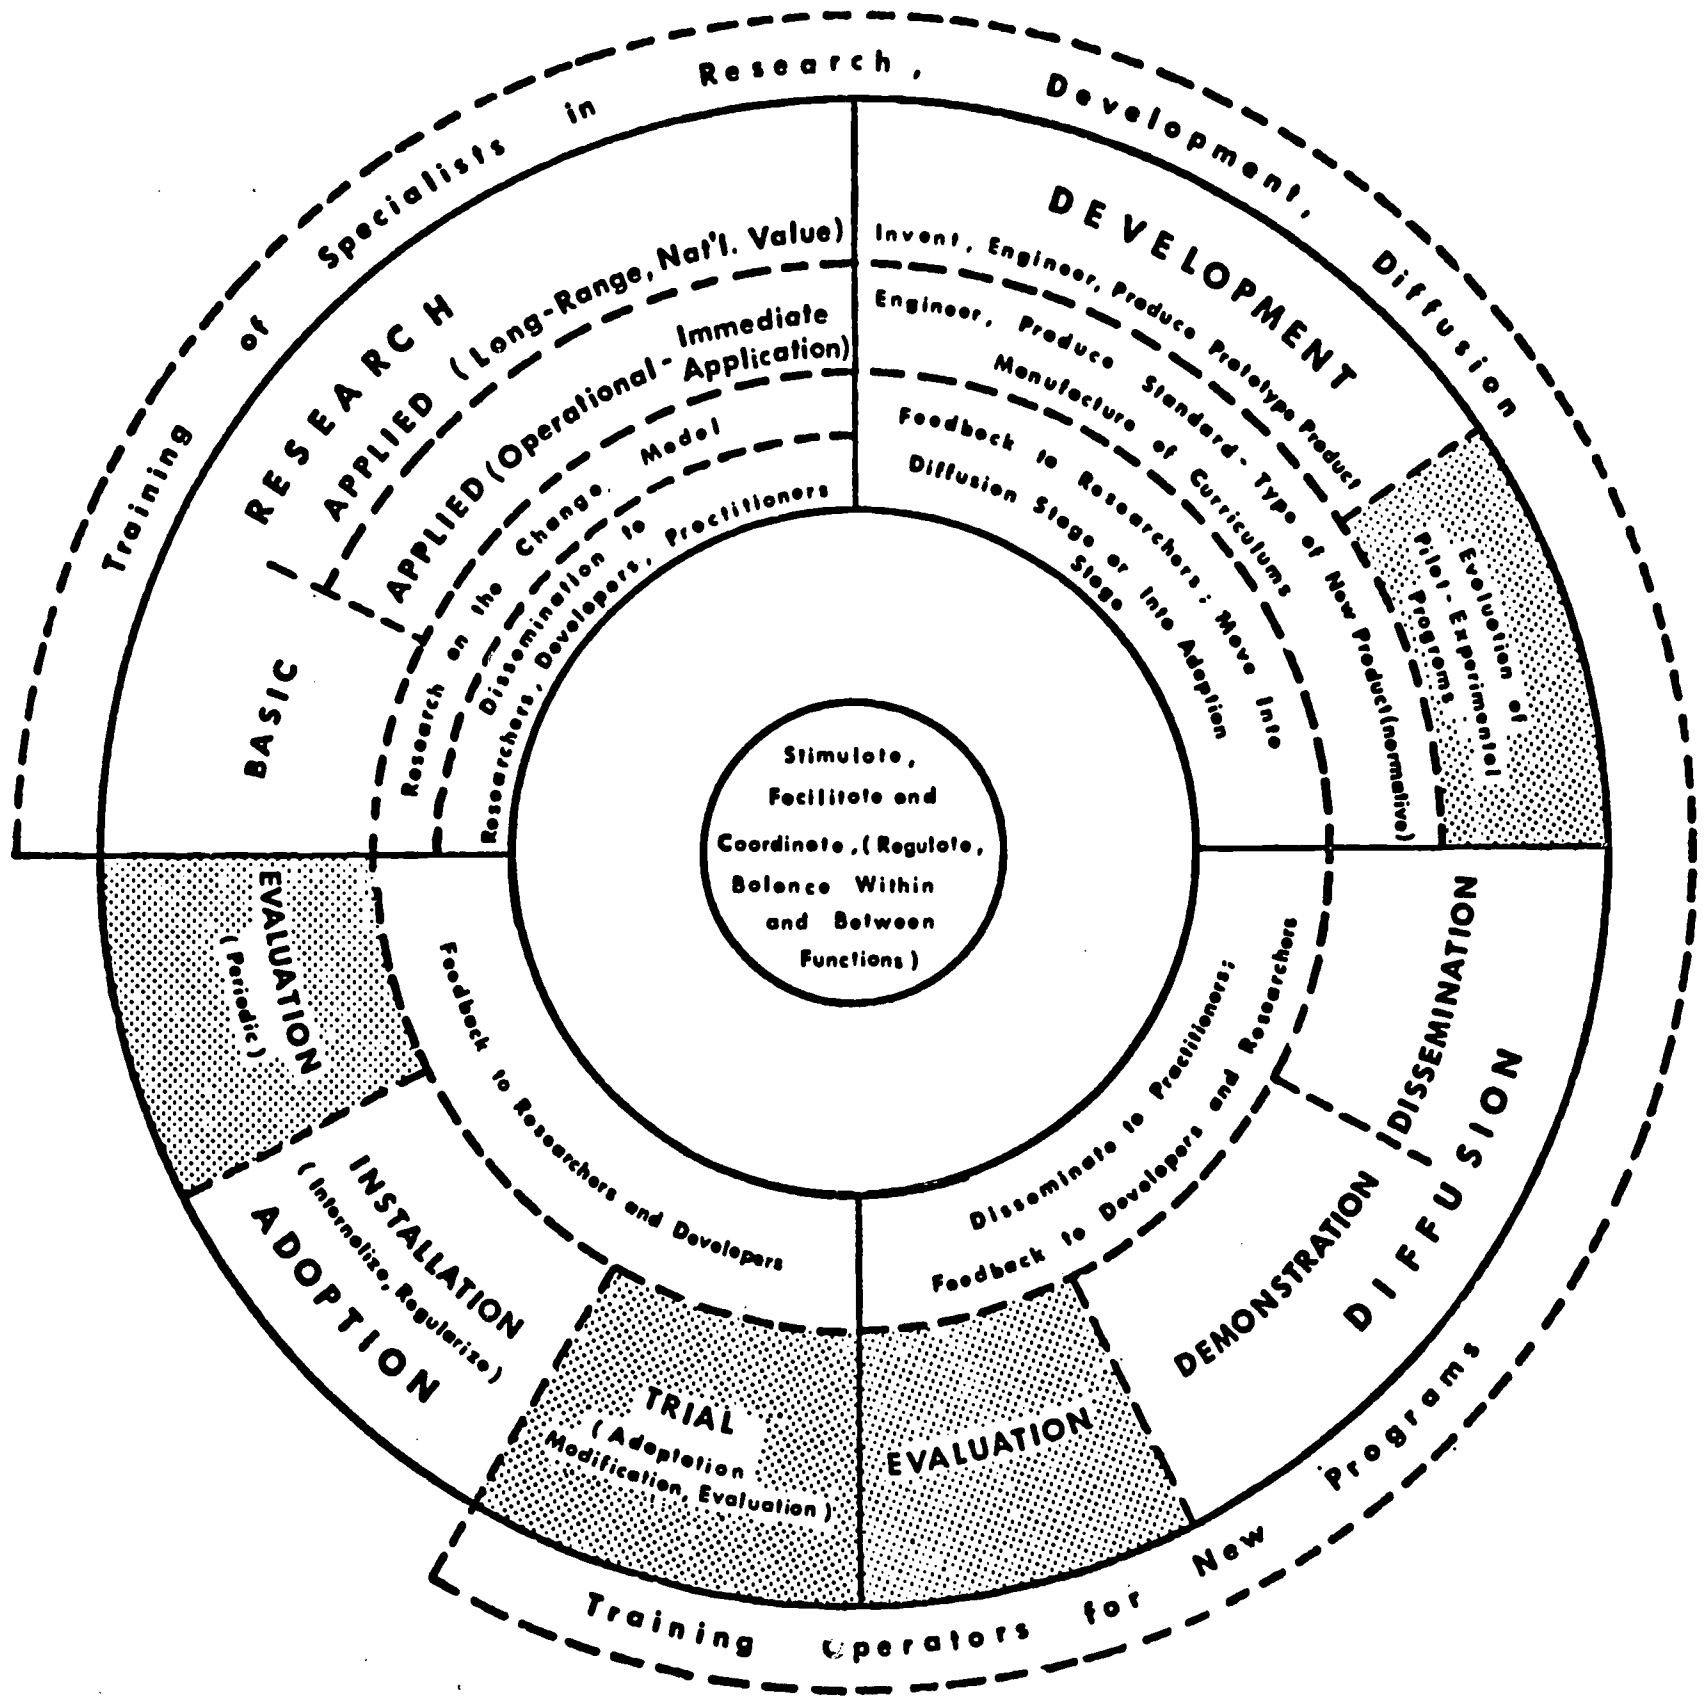 Training of Specialists in Research, Development, Diffusion
RESEARCH
BASIC
APPLIED (Long-Range, Nat'l. Value)
APPLIED (Operational - Immediate
Application)
Research on the Change Model
Dissemination to
Researchers, Developers, Practitioners
DEVELOPMENT
Invent, Engineer, Produce Prototype Product
Engineer, Produce Standard-Type of New Product (normative)
Manufacture of Curriculums
Feedback to Researchers; Move Into
Diffusion Stage or Into Adoption
Stage
Evaluation of
Pilot-Experimental
Programs
Stimulate,
Facilitate and
Coordinate, (Regulate,
Balance Within
and Between
Functions)
DISSEMINATION
DIFFUSION
DEMONSTRATION
EVALUATION
Disseminate to Practitioners;
Feedback to Developers and Researchers
TRIAL
(Adaptation
Modification, Evaluation)
INSTALLATION
(Internalize, Regularize)
ADOPTION
EVALUATION
(Periodic)
Feedback to Researchers and Developers
Training Operators for New Programs